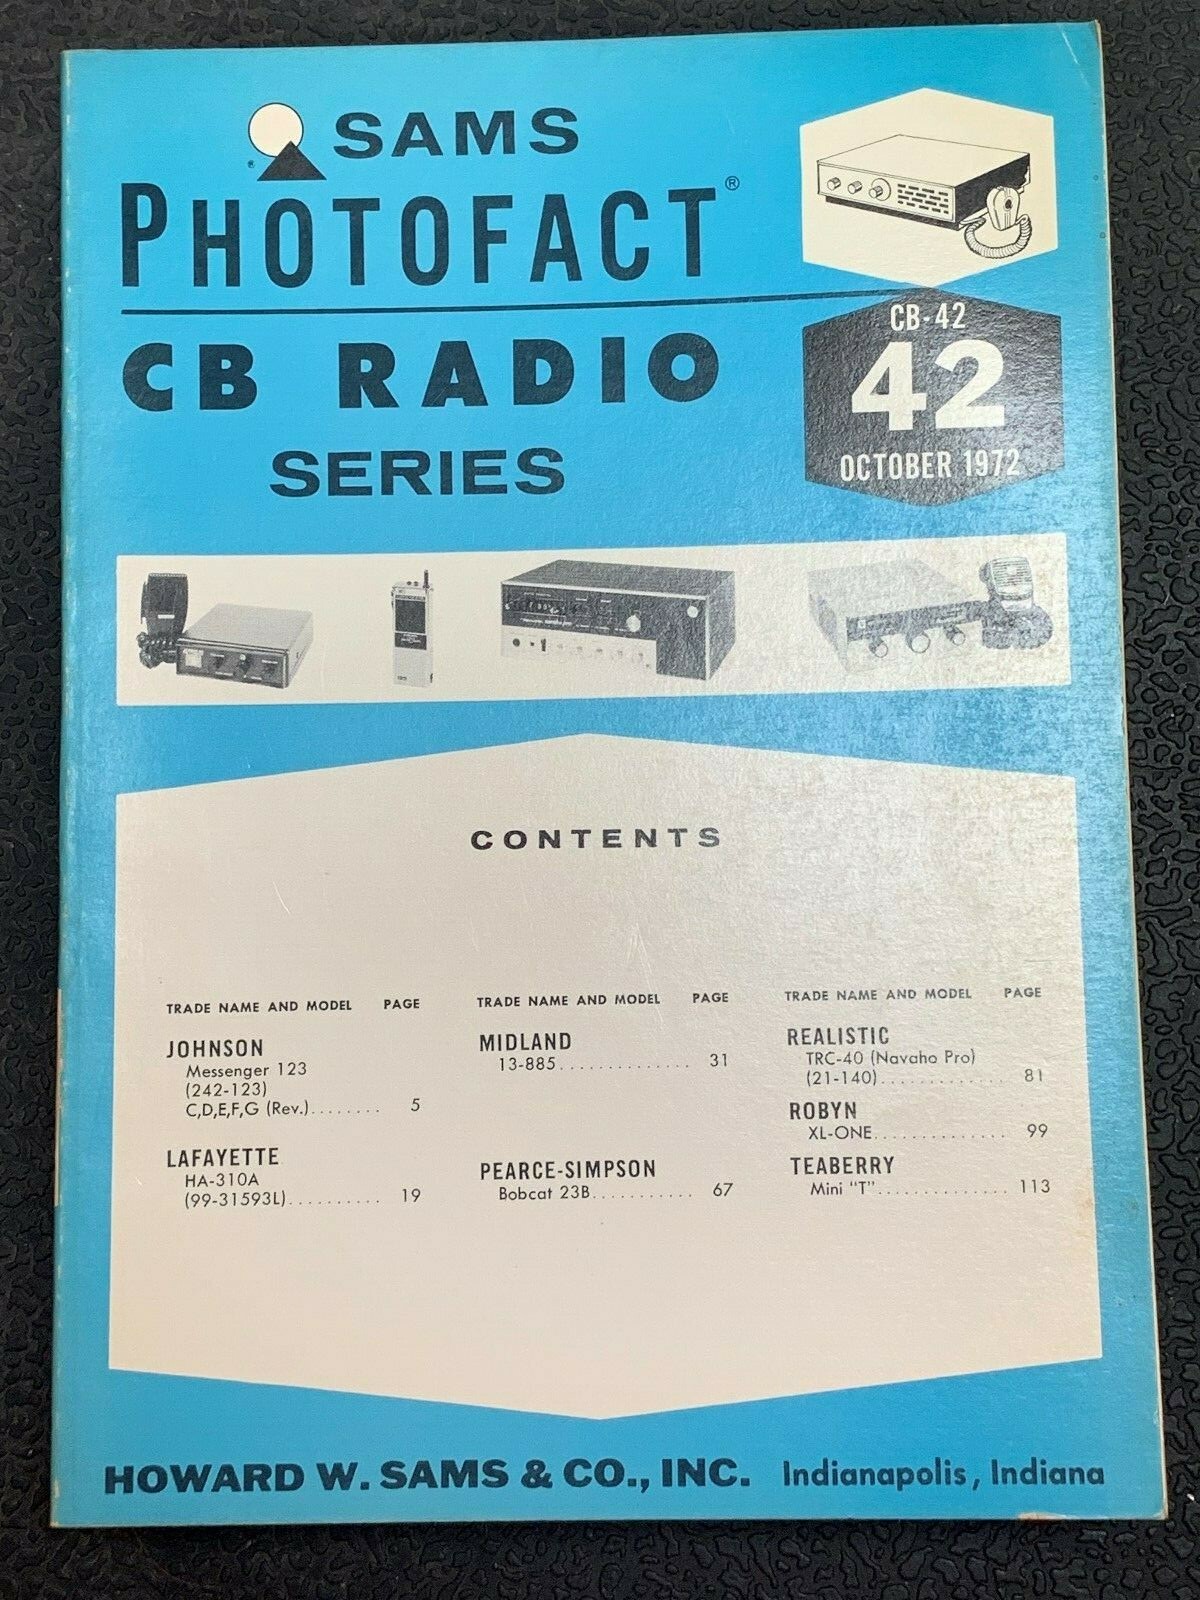 SAMS
PHOTOFACT®
CB RADIO
SERIES
CB-42
42
OCTOBER 1972
CONTENTS
TRADE NAME AND MODEL PAGE
JOHNSON
Messenger 123
(242-123)
C,D,E,F,G (Rev.)........ 5
LAFAYETTE
HA-310A
(99-31593L).......... 19
TRADE NAME AND MODEL PAGE
MIDLAND
13-885.............. 31
PEARCE-SIMPSON
Bobcat 23B........... 67
TRADE NAME AND MODEL PAGE
REALISTIC
TRC-40 (Navaho Pro)
(21-140)............. 81
ROBYN
XL-ONE.............. 99
TEABERRY
Mini "T".............. 113
HOWARD W. SAMS & CO., INC. Indianapolis, Indiana